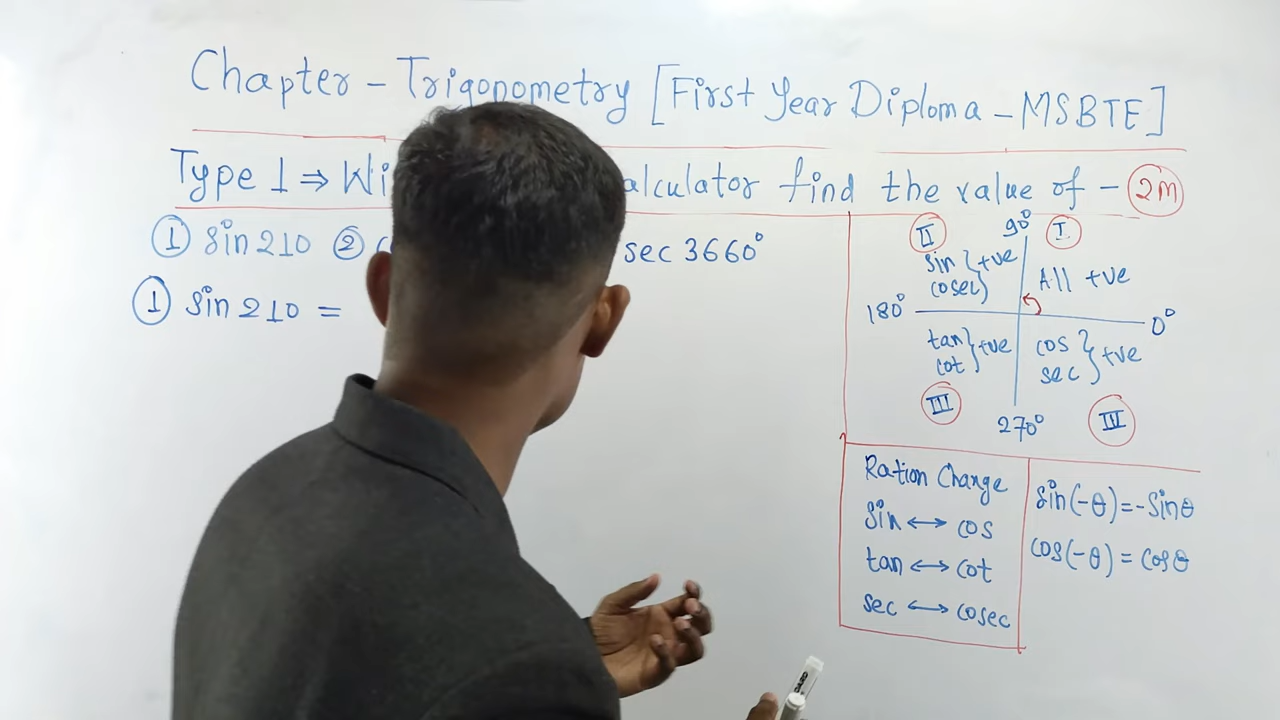 Chapter - Trigonometry [First Year Diploma - MSBTE]
Type 1 ⇒ Wi alculator find the value of - 2M
① Sin 210 ② sec 3660°
① Sin 210 =
90°
II I
sin cosec } +ve All +ve
180° 0°
tan cot } +ve cos sec } +ve
III 270° III
Ration Change
Sin ↔ cos
tan ↔ cot
sec ↔ cosec
Sin(-θ) = -Sinθ
cos(-θ) = cosθ
DARD